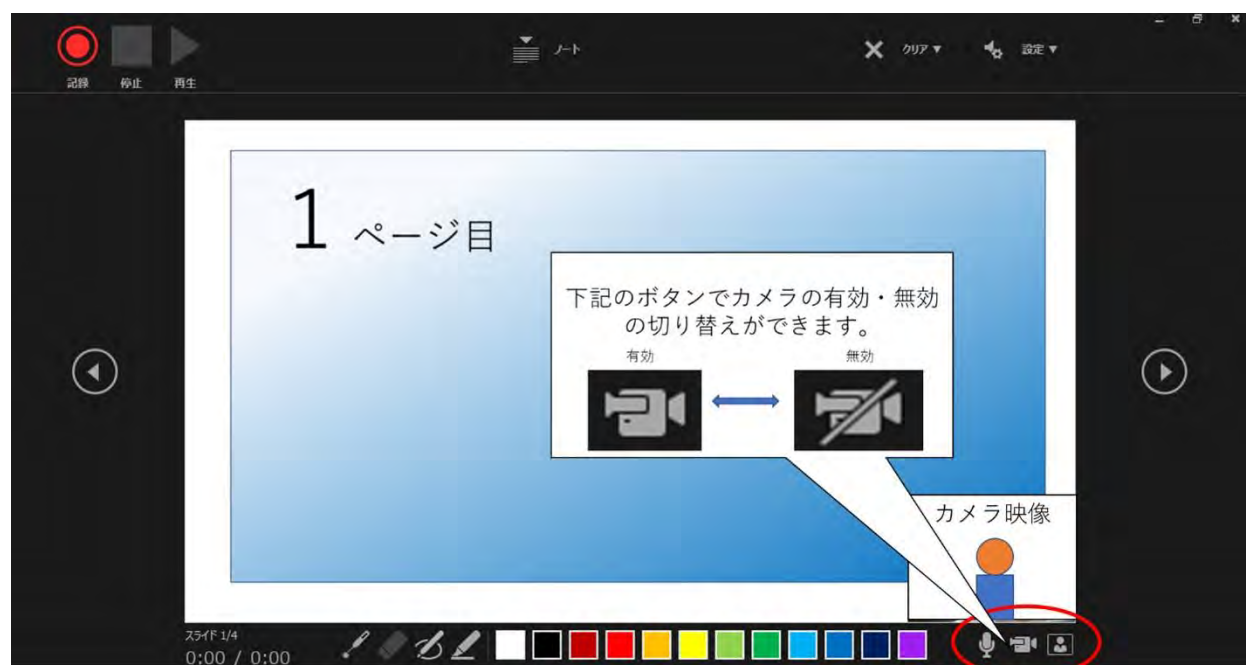 記録 停止 再生
ノート
クリア ▼ 設定 ▼
1 ページ目
下記のボタンでカメラの有効・無効
の切り替えができます。
有効 無効
カメラ映像
スライド 1/4
0:00 / 0:00